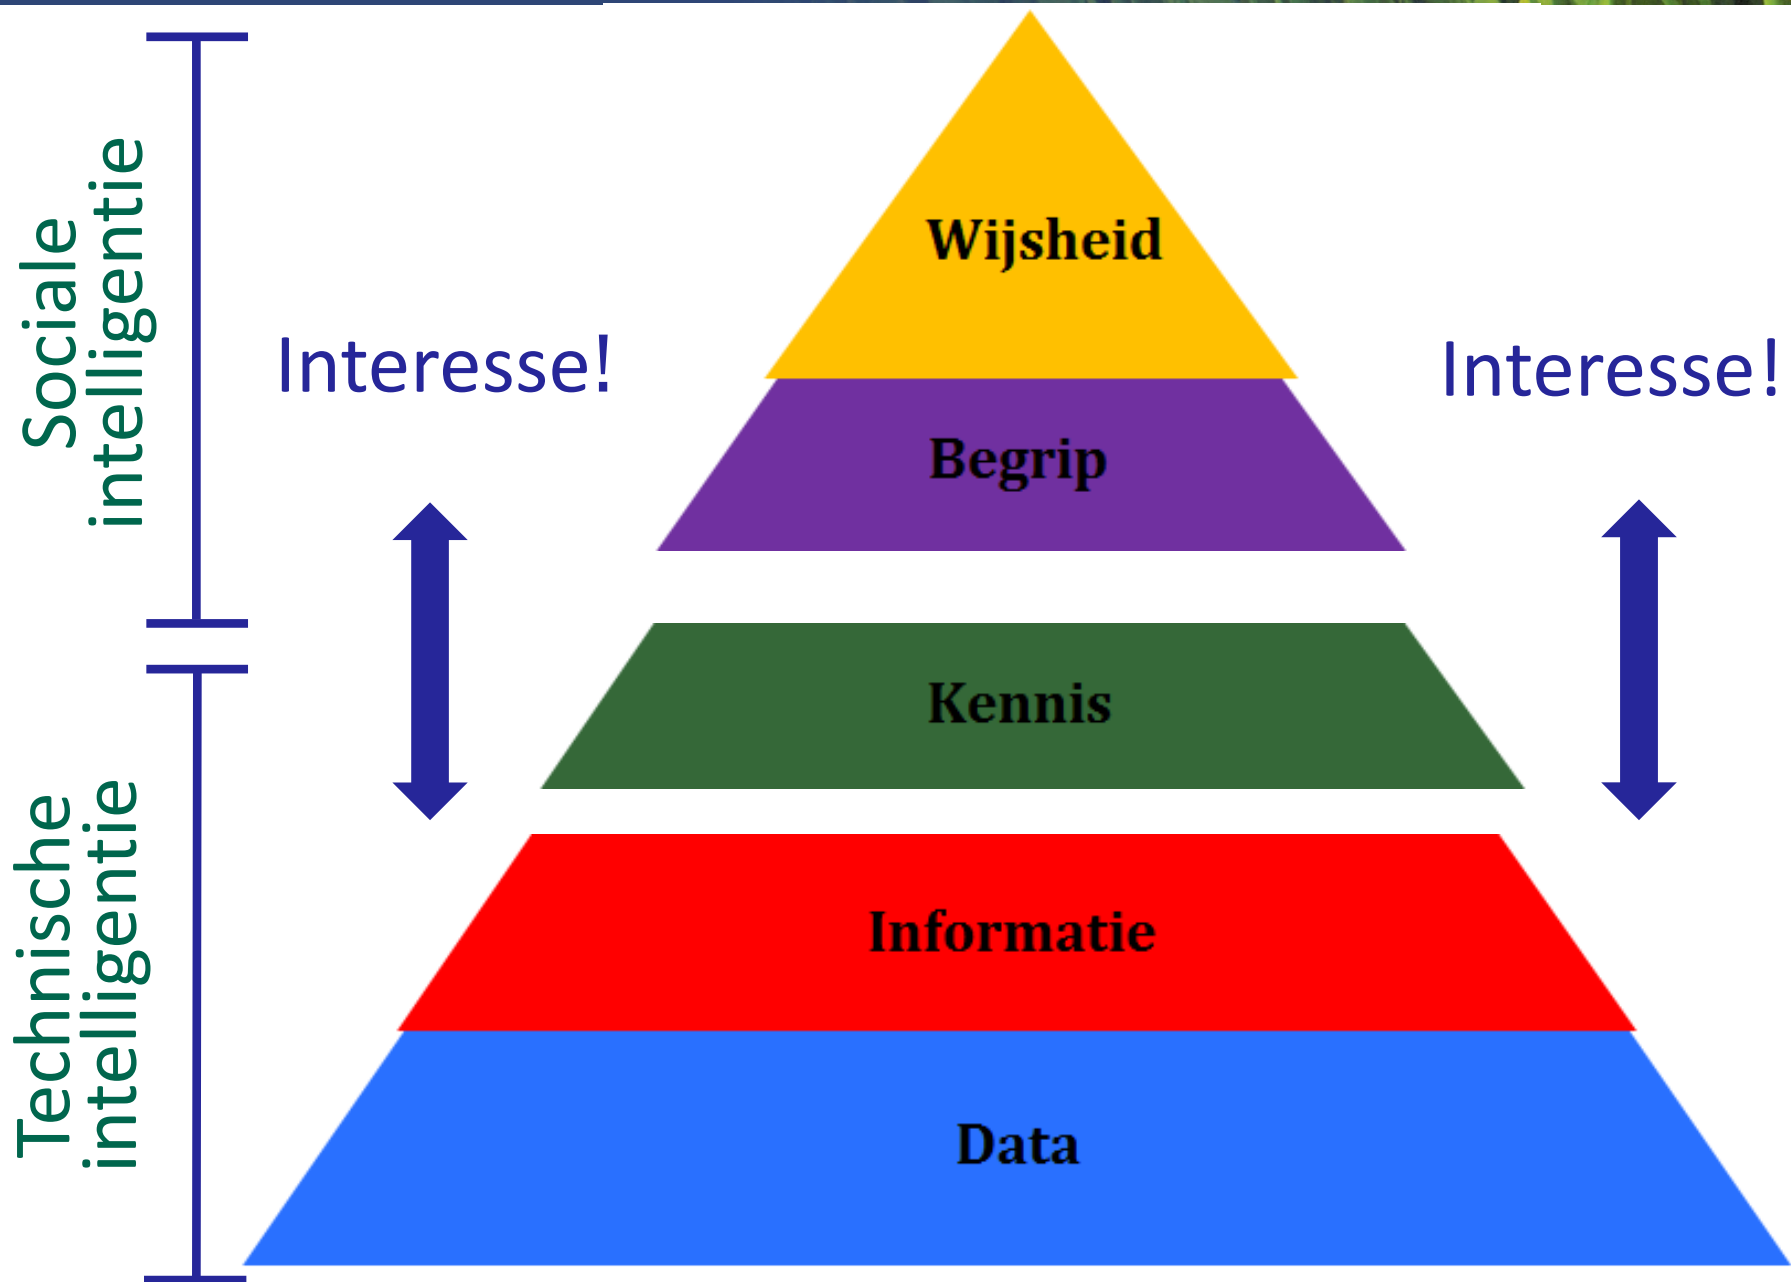 Sociale
intelligentie
Wijsheid
Interesse!
Interesse!
Begrip
Kennis
Technische
intelligentie
Informatie
Data